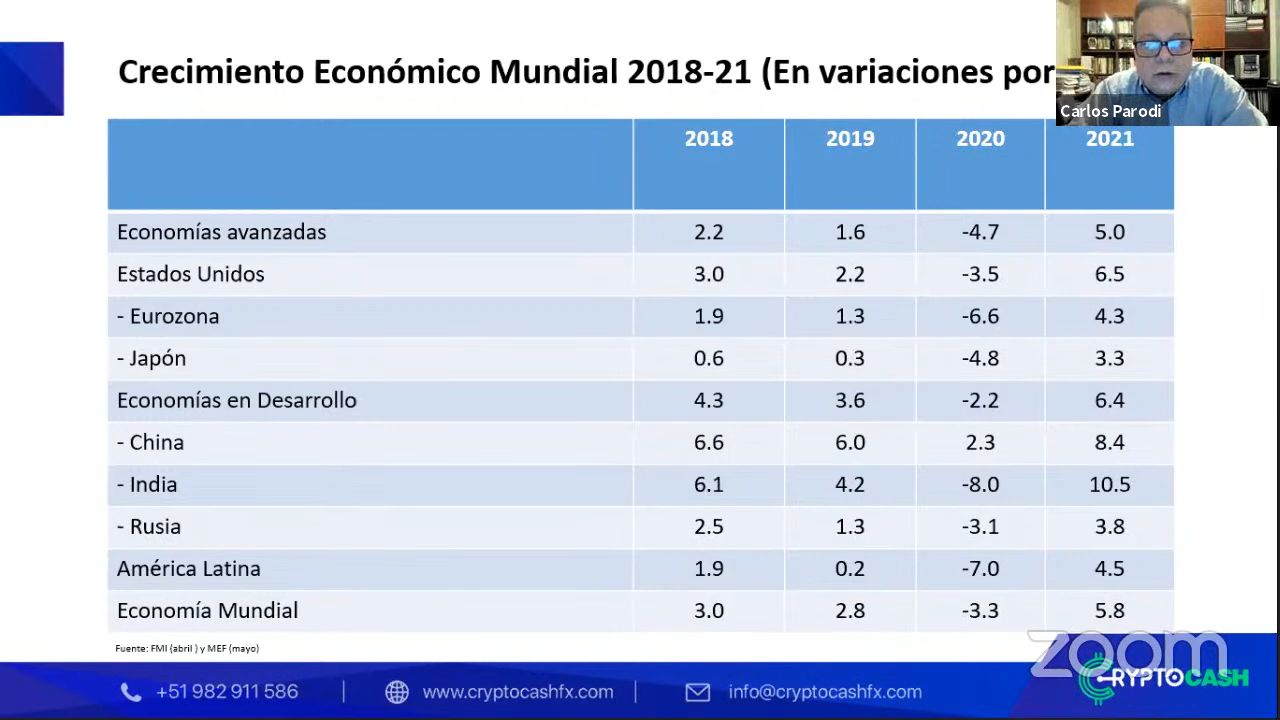 Crecimiento Económico Mundial 2018-21 (En variaciones por
Carlos Parodi
2018 2019 2020 2021
Economías avanzadas 2.2 1.6 -4.7 5.0
Estados Unidos 3.0 2.2 -3.5 6.5
- Eurozona 1.9 1.3 -6.6 4.3
- Japón 0.6 0.3 -4.8 3.3
Economías en Desarrollo 4.3 3.6 -2.2 6.4
- China 6.6 6.0 2.3 8.4
- India 6.1 4.2 -8.0 10.5
- Rusia 2.5 1.3 -3.1 3.8
América Latina 1.9 0.2 -7.0 4.5
Economía Mundial 3.0 2.8 -3.3 5.8
Fuente: FMI (abril ) y MEF (mayo)
zoom
+51 982 911 586 www.cryptocashfx.com info@cryptocashfx.com CRYPTOCASH